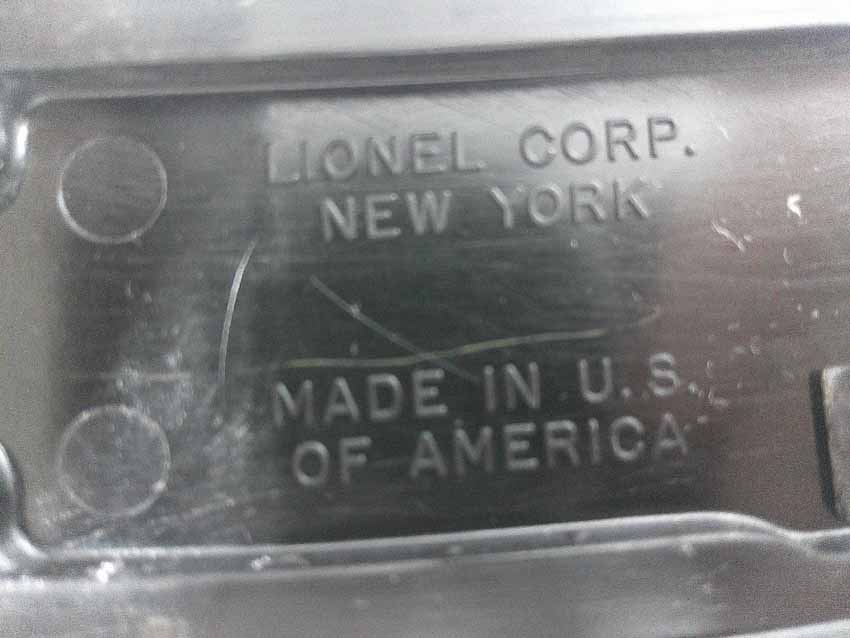 LIONEL CORP.
NEW YORK
MADE IN U.S.
OF AMERICA